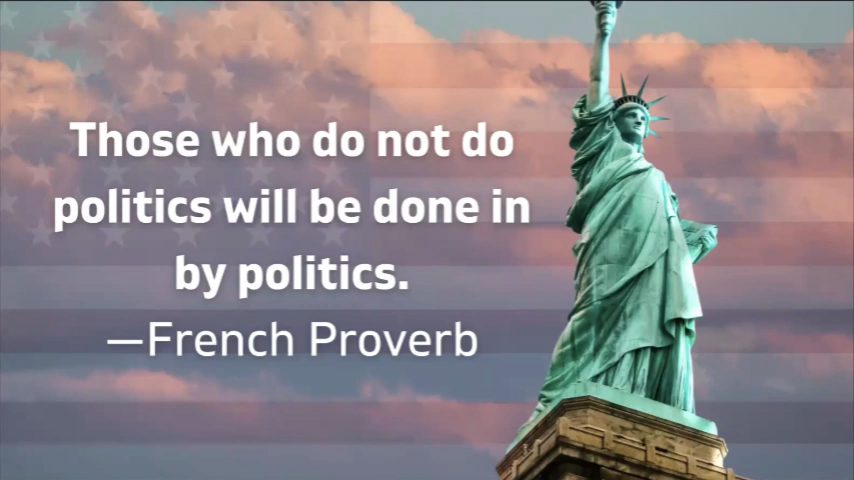 Those who do not do
politics will be done in
by politics.
—French Proverb